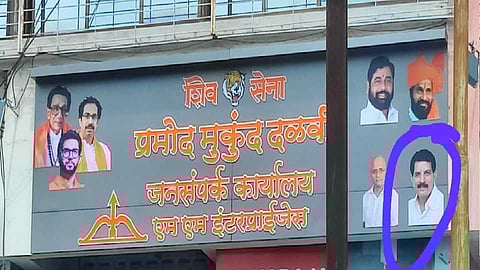 शिव सेना
प्रमोद मुकुंद दळवी
जनसंपर्क कार्यालय
एम एम इंटरप्राईजेस